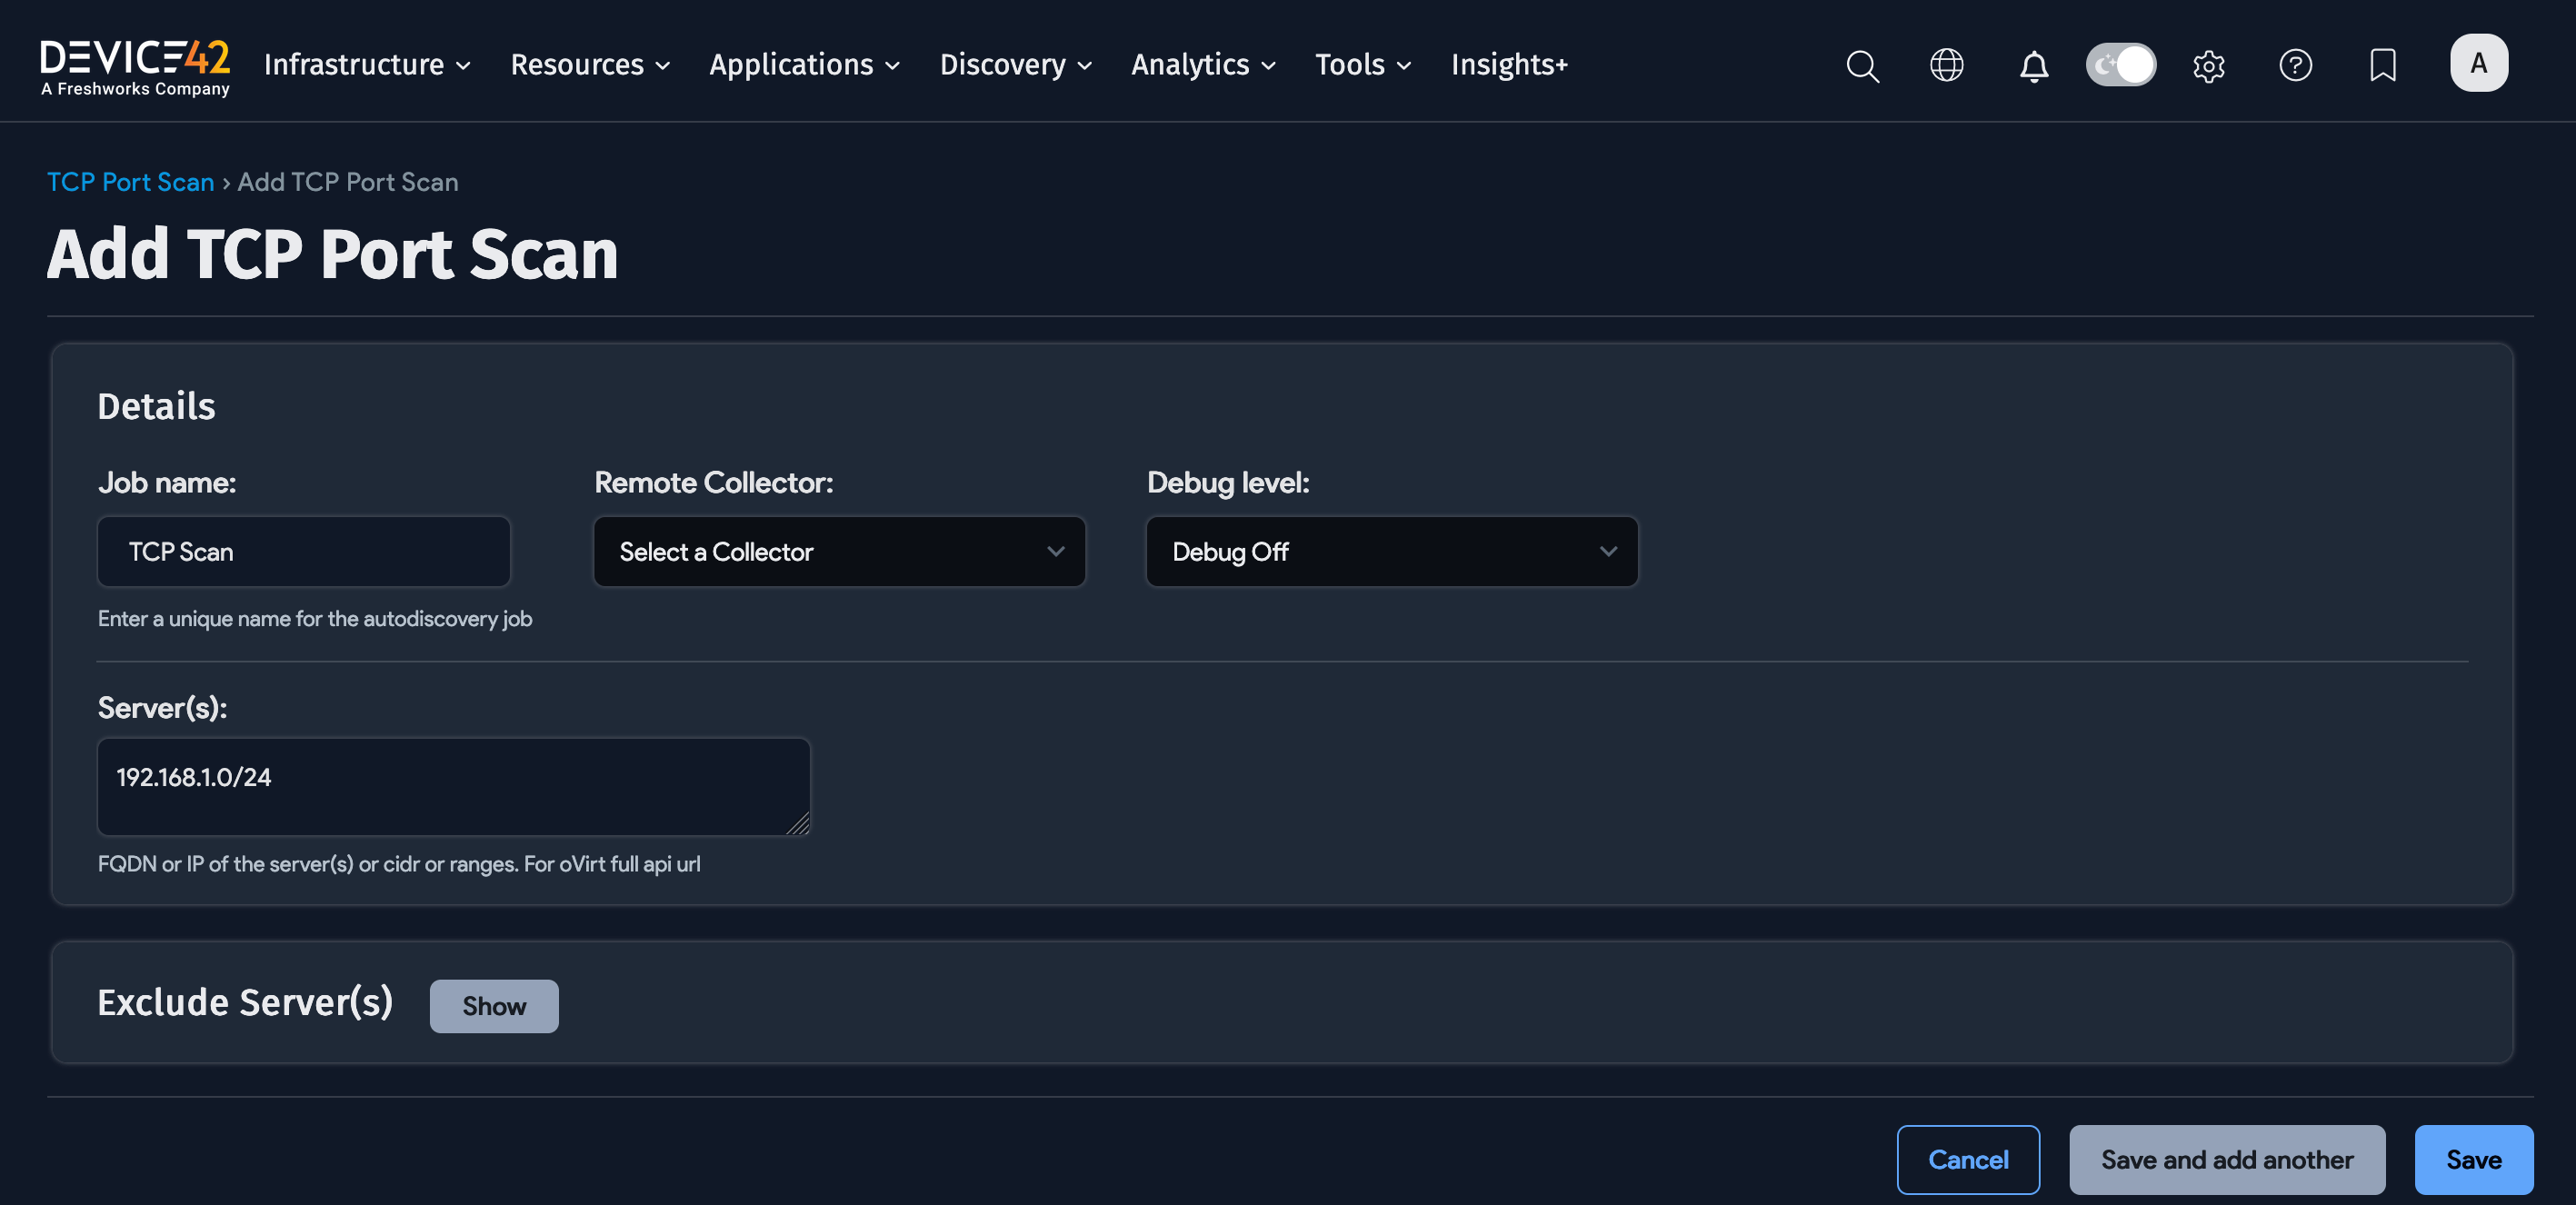 DEVICE42
A Freshworks Company
Infrastructure
Resources
Applications
Discovery
Analytics
Tools
Insights+
A
TCP Port Scan › Add TCP Port Scan
Add TCP Port Scan
Details
Job name:
Remote Collector:
Debug level:
TCP Scan
Select a Collector
Debug Off
Enter a unique name for the autodiscovery job
Server(s):
192.168.1.0/24
FQDN or IP of the server(s) or cidr or ranges. For oVirt full api url
Exclude Server(s)
Show
Cancel
Save and add another
Save